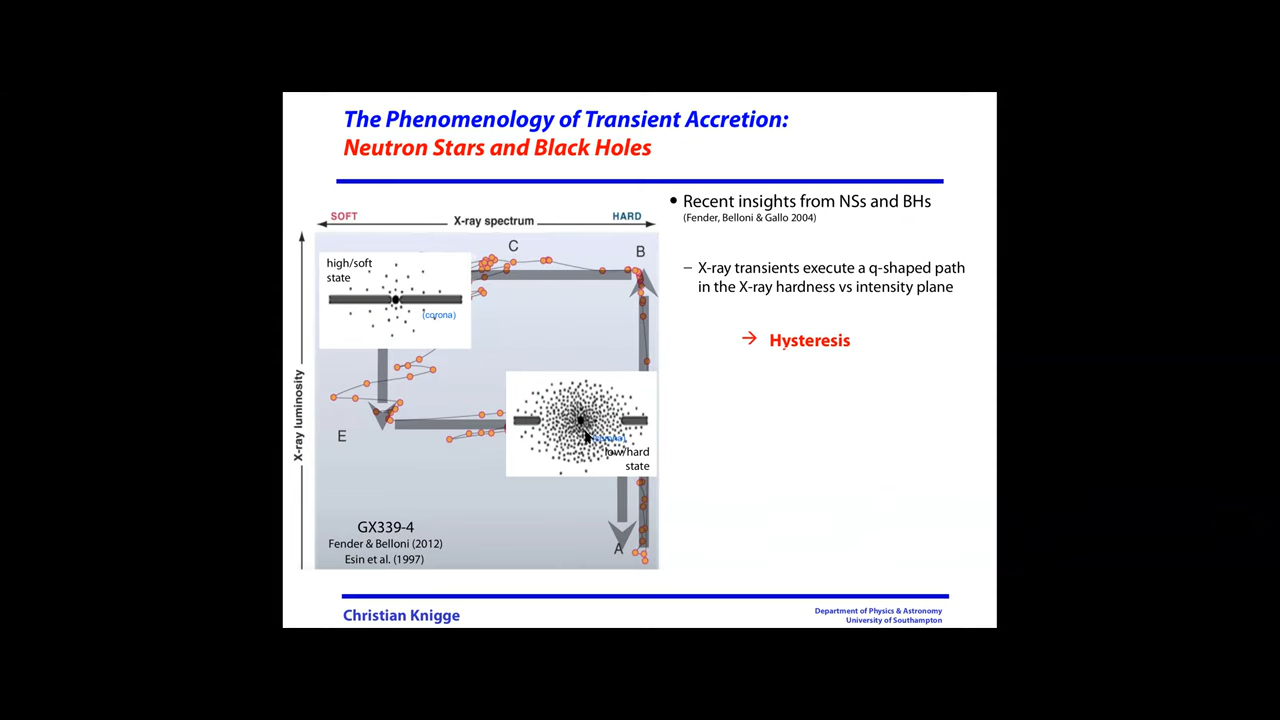 The Phenomenology of Transient Accretion:
Neutron Stars and Black Holes
SOFT
X-ray spectrum
HARD
X-ray luminosity
high/soft
state
(corona)
C
B
(corona)
low/hard
state
E
A
GX339-4
Fender & Belloni (2012)
Esin et al. (1997)
• Recent insights from NSs and BHs
(Fender, Belloni & Gallo 2004)
– X-ray transients execute a q-shaped path
in the X-ray hardness vs intensity plane
→ Hysteresis
Christian Knigge
Department of Physics & Astronomy
University of Southampton